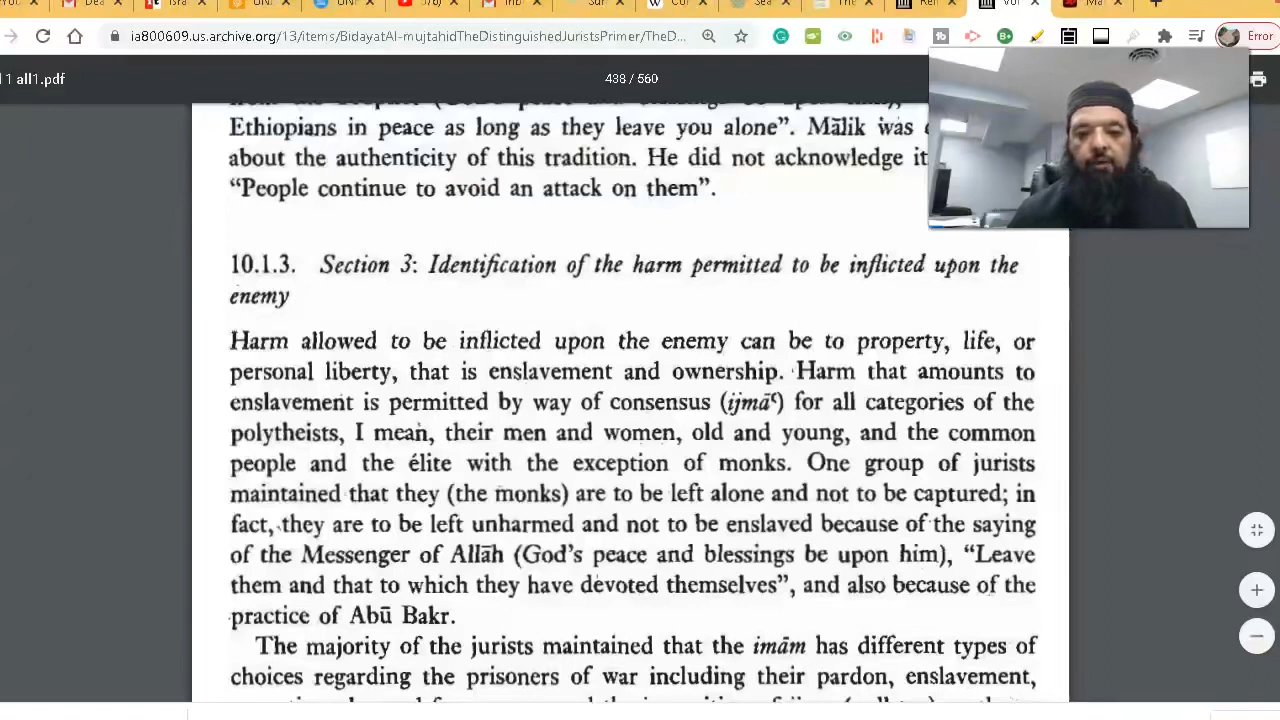 Dea
Isra
ia800609.us.archive.org/13/items/BidayatAl-mujtahidTheDistinguishedJuristsPrimer/TheD...
Error
l 1 all1.pdf
438 / 560
Ethiopians in peace as long as they leave you alone”. Mālik was
about the authenticity of this tradition. He did not acknowledge it
“People continue to avoid an attack on them”.
10.1.3. Section 3: Identification of the harm permitted to be inflicted upon the
enemy
Harm allowed to be inflicted upon the enemy can be to property, life, or
personal liberty, that is enslavement and ownership. Harm that amounts to
enslavement is permitted by way of consensus (ijmāʿ) for all categories of the
polytheists, I mean, their men and women, old and young, and the common
people and the élite with the exception of monks. One group of jurists
maintained that they (the monks) are to be left alone and not to be captured; in
fact, they are to be left unharmed and not to be enslaved because of the saying
of the Messenger of Allāh (God’s peace and blessings be upon him), “Leave
them and that to which they have devoted themselves”, and also because of the
practice of Abū Bakr.
The majority of the jurists maintained that the imām has different types of
choices regarding the prisoners of war including their pardon, enslavement,